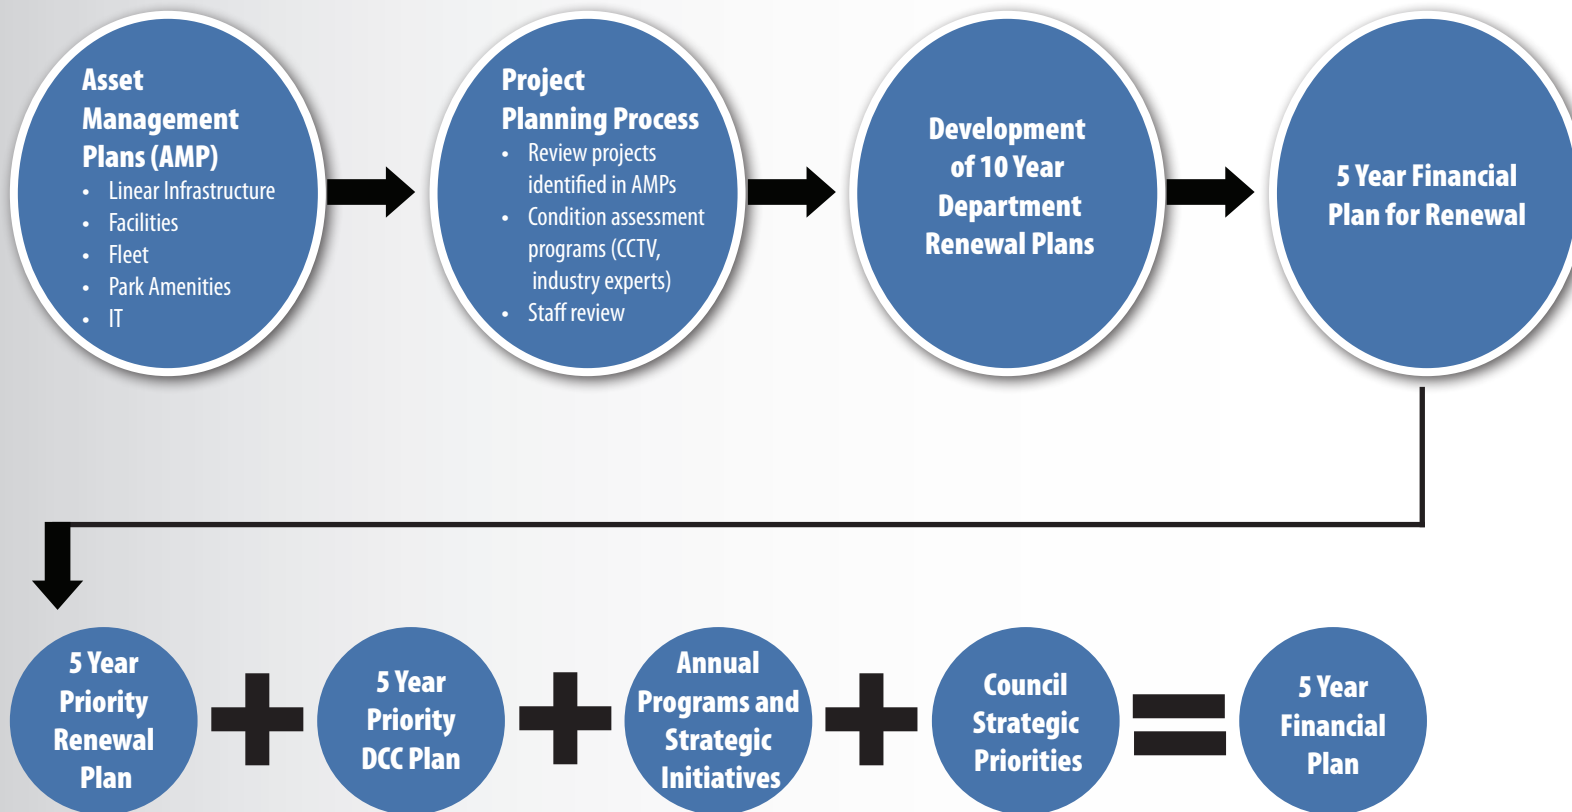 Asset
Management
Plans (AMP)
• Linear Infrastructure
• Facilities
• Fleet
• Park Amenities
• IT
Project
Planning Process
• Review projects
identified in AMPs
• Condition assessment
programs (CCTV,
industry experts)
• Staff review
Development
of 10 Year
Department
Renewal Plans
5 Year Financial
Plan for Renewal
5 Year
Priority
Renewal
Plan
+
5 Year
Priority
DCC Plan
+
Annual
Programs and
Strategic
Initiatives
+
Council
Strategic
Priorities
=
5 Year
Financial
Plan